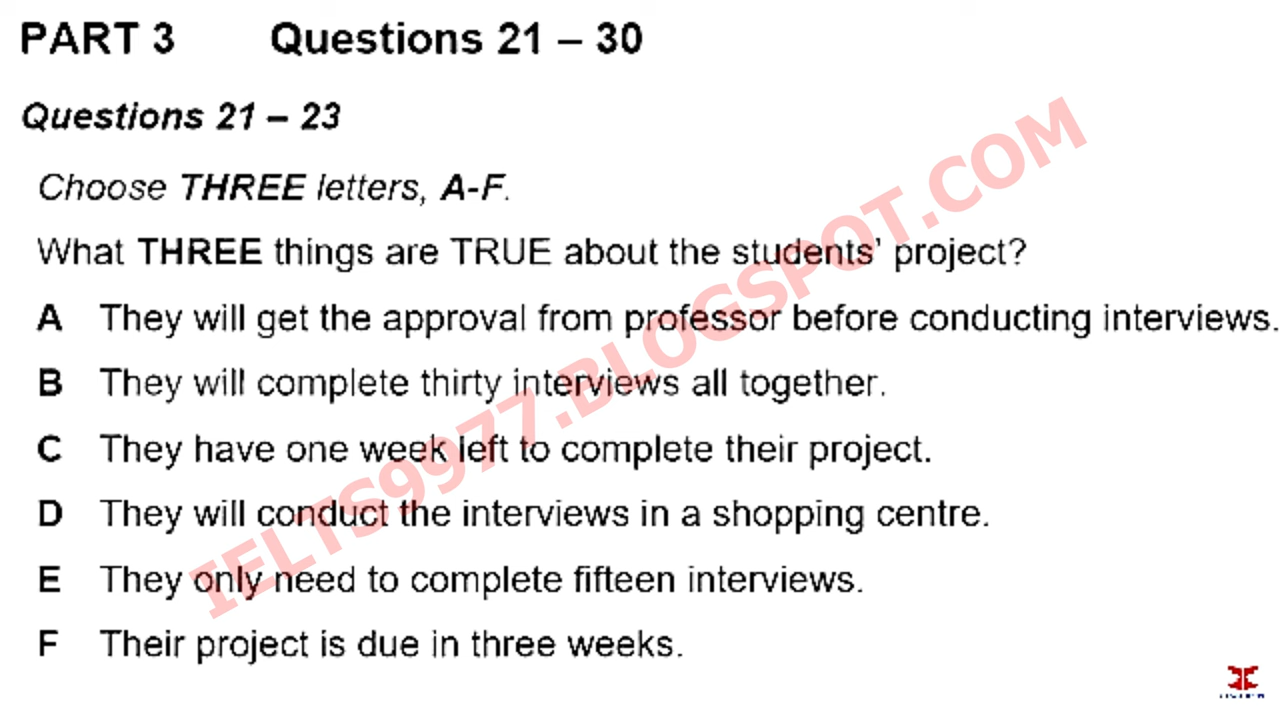 PART 3 Questions 21 – 30
Questions 21 – 23
Choose THREE letters, A-F.
What THREE things are TRUE about the students' project?
A They will get the approval from professor before conducting interviews.
B They will complete thirty interviews all together.
C They have one week left to complete their project.
D They will conduct the interviews in a shopping centre.
E They only need to complete fifteen interviews.
F Their project is due in three weeks.
IELTS9977.BLOGSPOT.COM